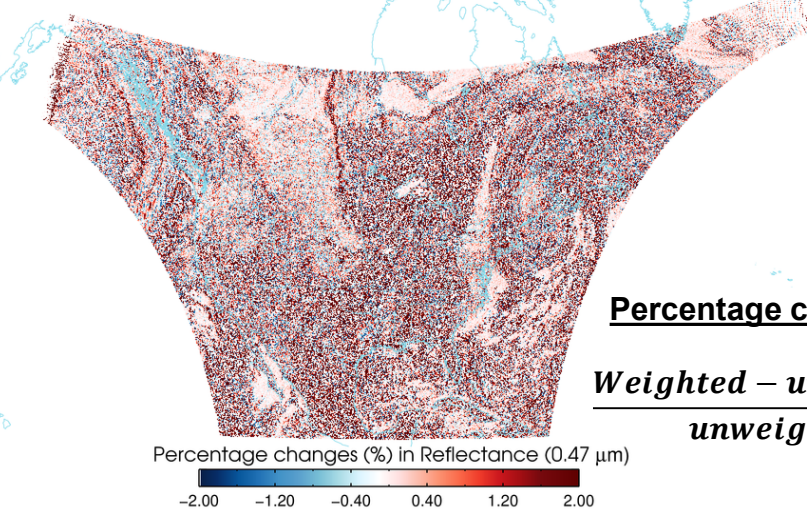 Percentage c
Weighted − u
unweig
Percentage changes (%) in Reflectance (0.47 μm)
−2.00 −1.20 −0.40 0.40 1.20 2.00